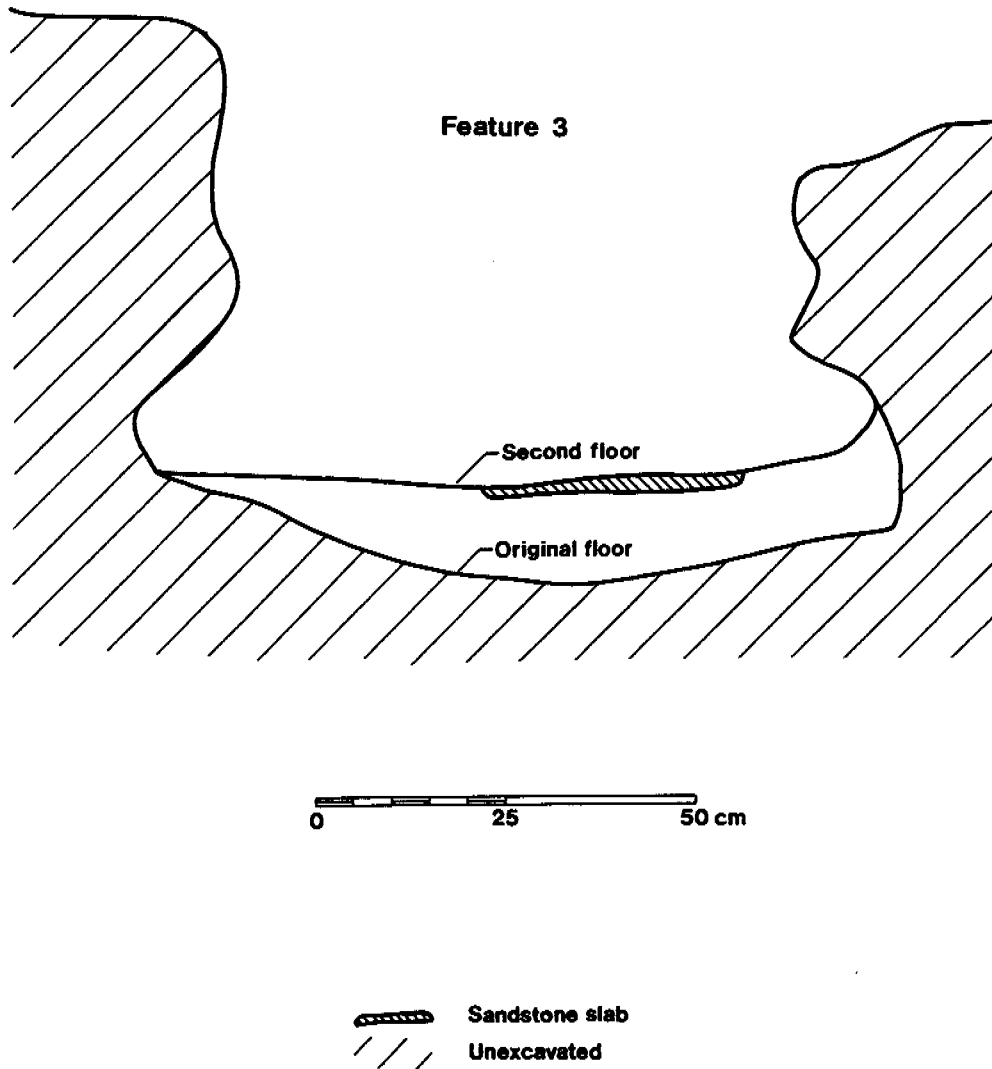 Feature 3
Second floor
Original floor
0 25 50 cm
Sandstone slab
Unexcavated